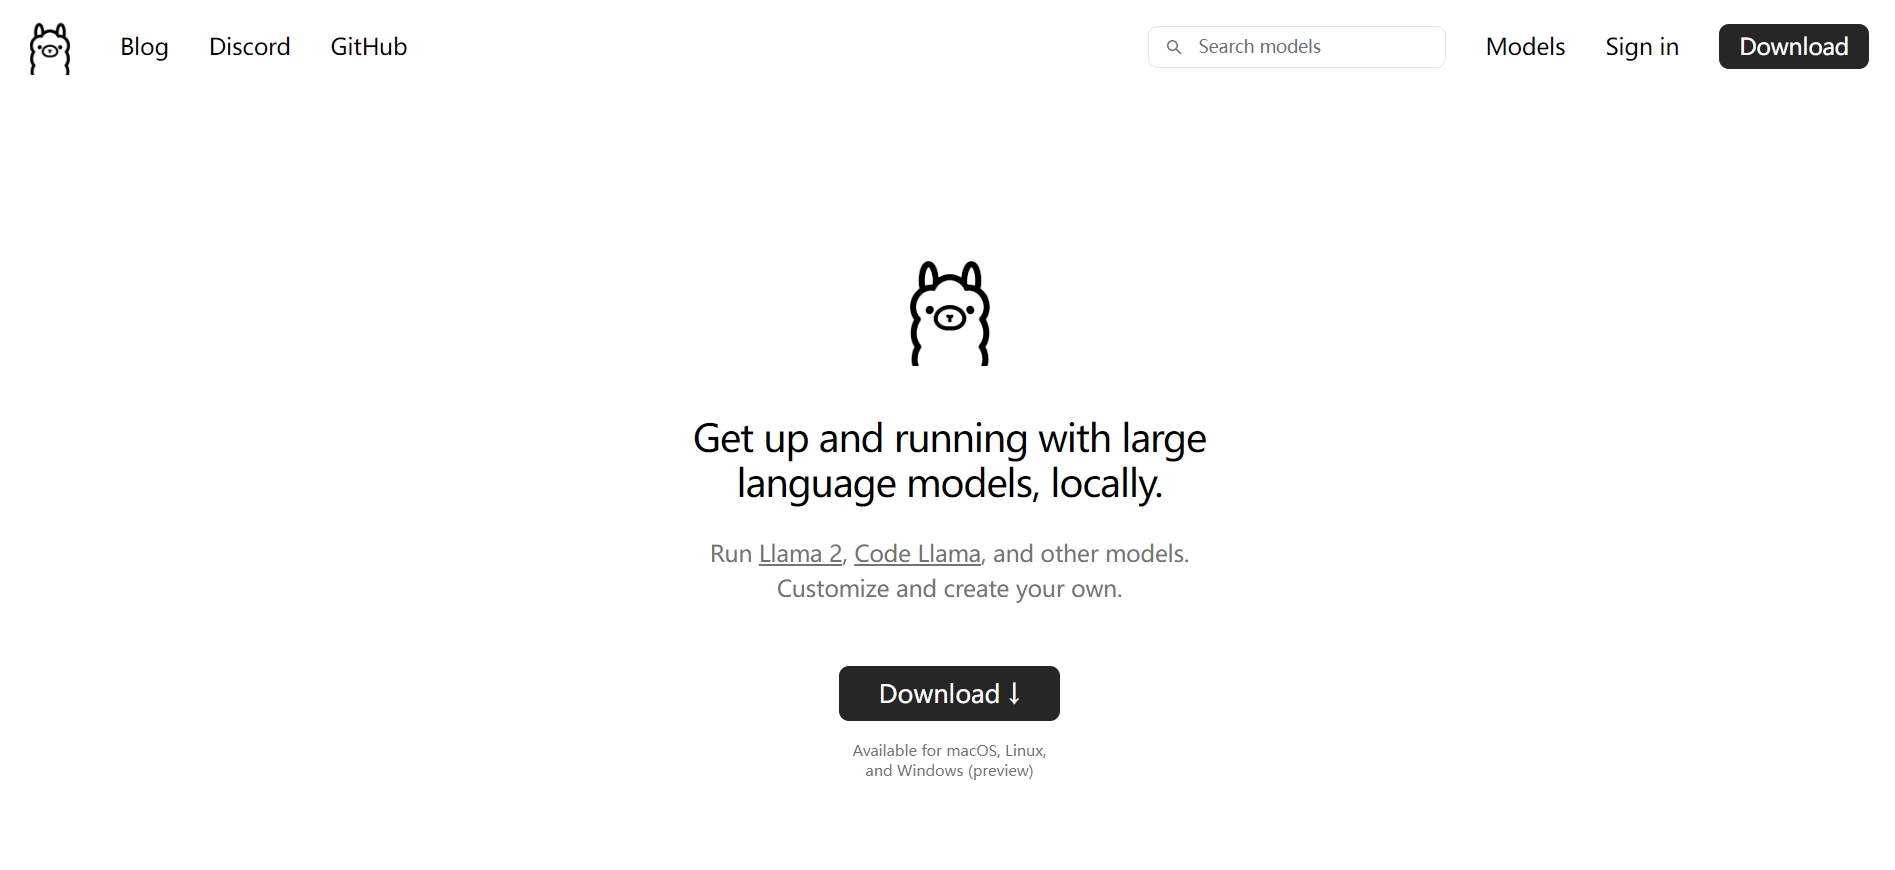 Blog Discord GitHub Search models Models Sign in Download
Get up and running with large
language models, locally.
Run Llama 2, Code Llama, and other models.
Customize and create your own.
Download ↓
Available for macOS, Linux,
and Windows (preview)